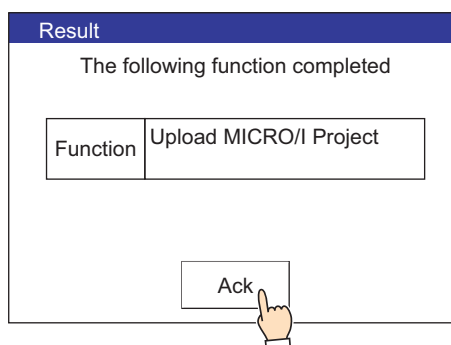 Result
The following function completed
Function
Upload MICRO/I Project
Ack